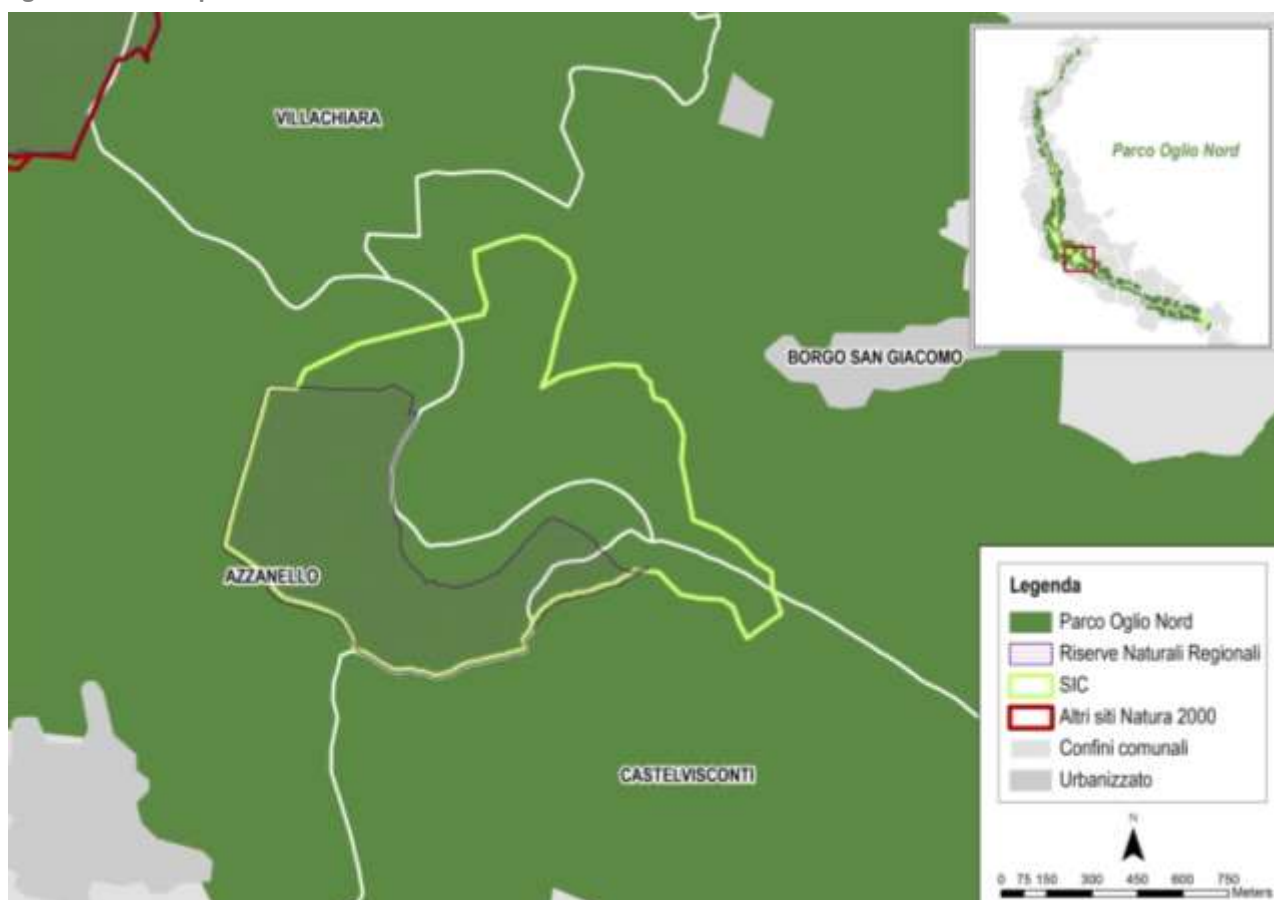 VILLACHIARA
Parco Oglio Nord
BORGO SAN GIACOMO
AZZANELLO
CASTELVISCONTI
Legenda
Parco Oglio Nord
Riserve Naturali Regionali
SIC
Altri siti Natura 2000
Confini comunali
Urbanizzato
N
0 75 150 300 450 600 750
Meters